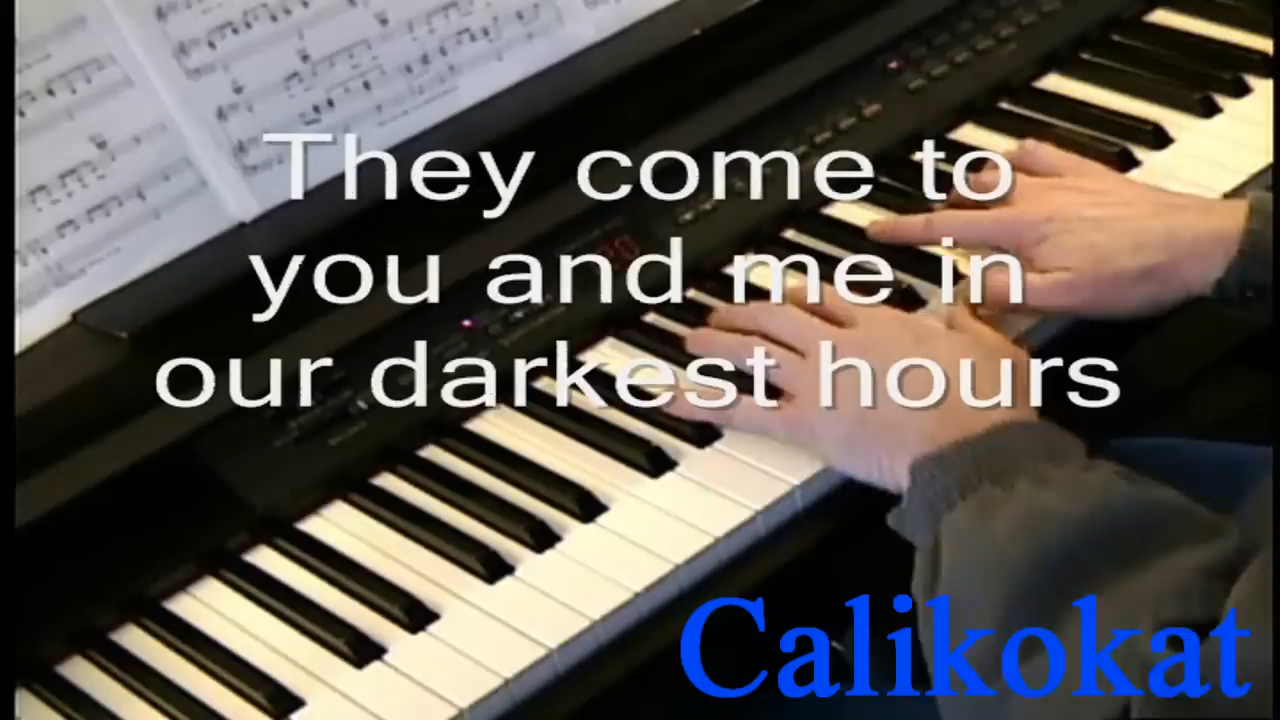 They come to
you and me in
our darkest hours
Calikokat